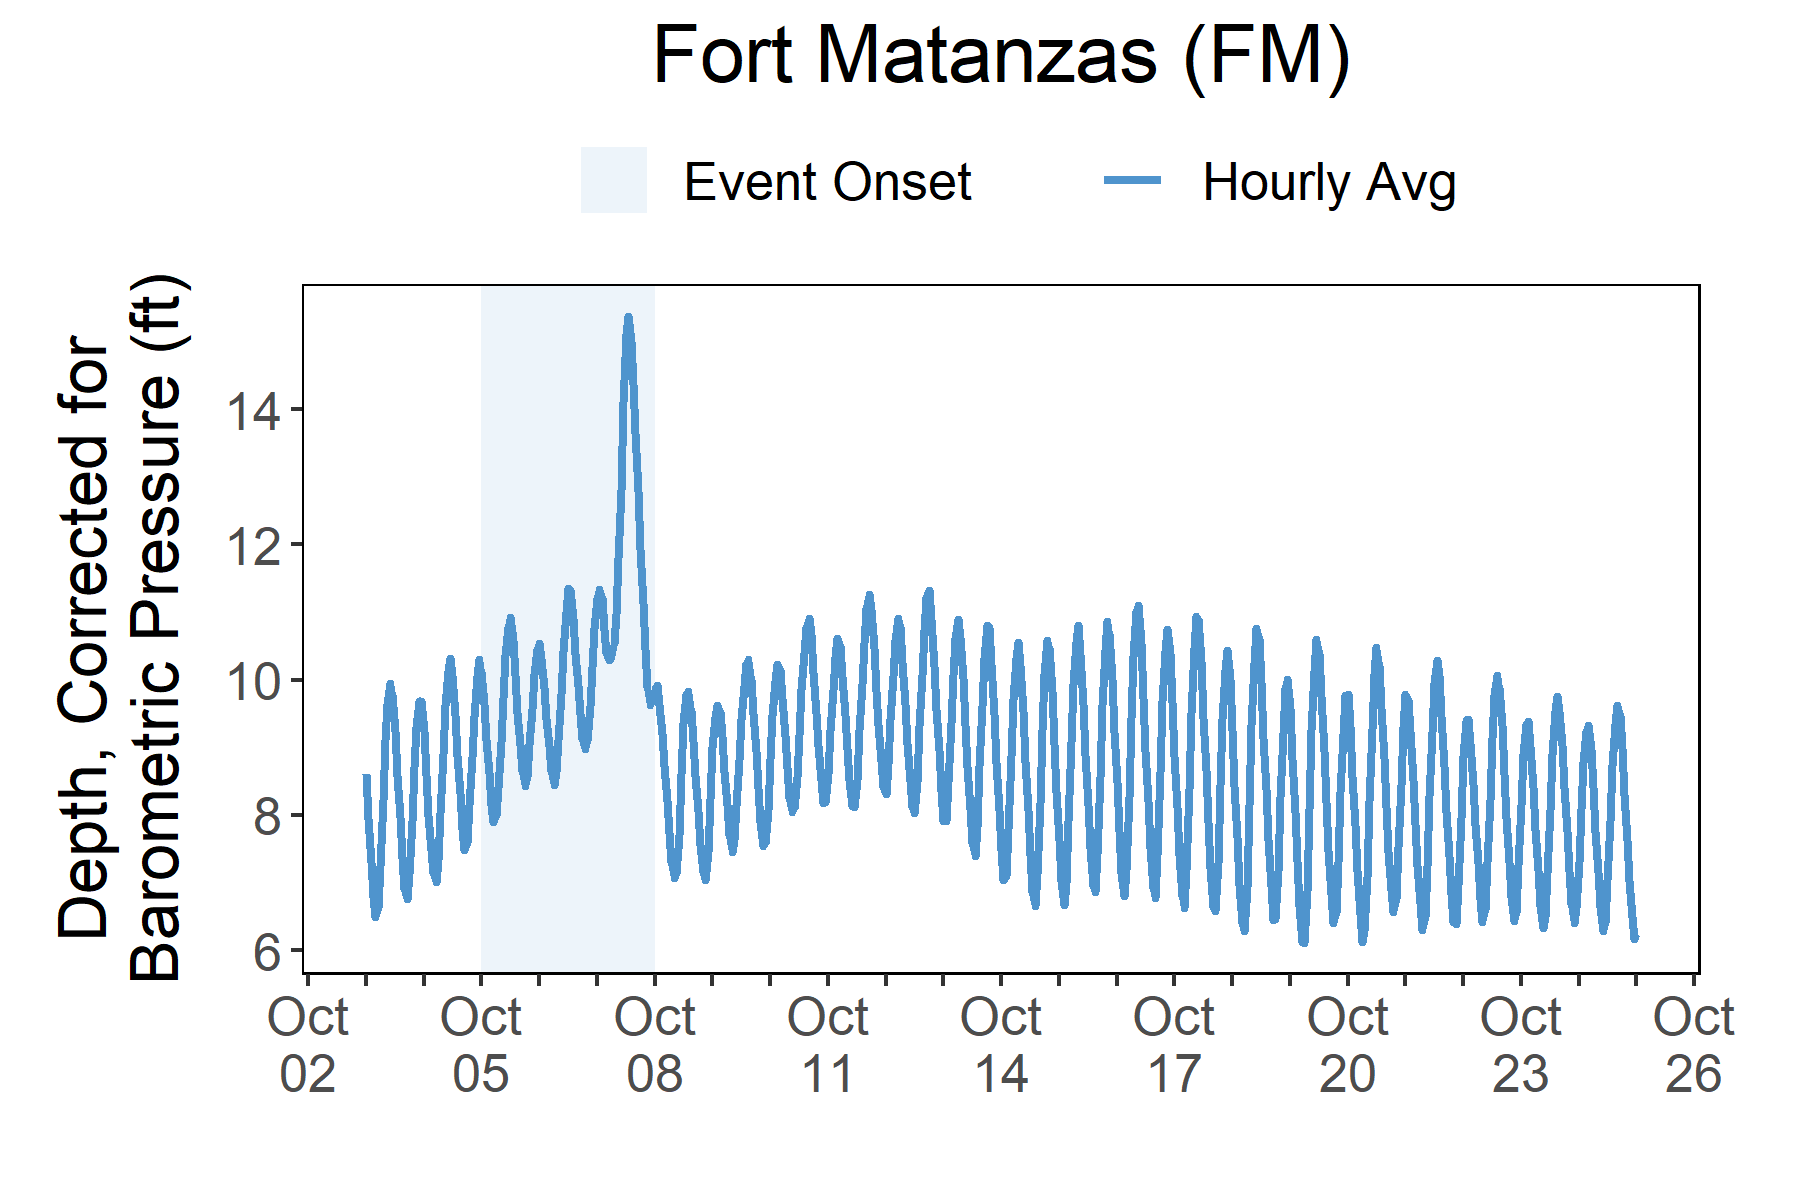 Fort Matanzas (FM)
Event Onset
Hourly Avg
Depth, Corrected for
Barometric Pressure (ft)
14
12
10
8
6
Oct
02
Oct
05
Oct
08
Oct
11
Oct
14
Oct
17
Oct
20
Oct
23
Oct
26